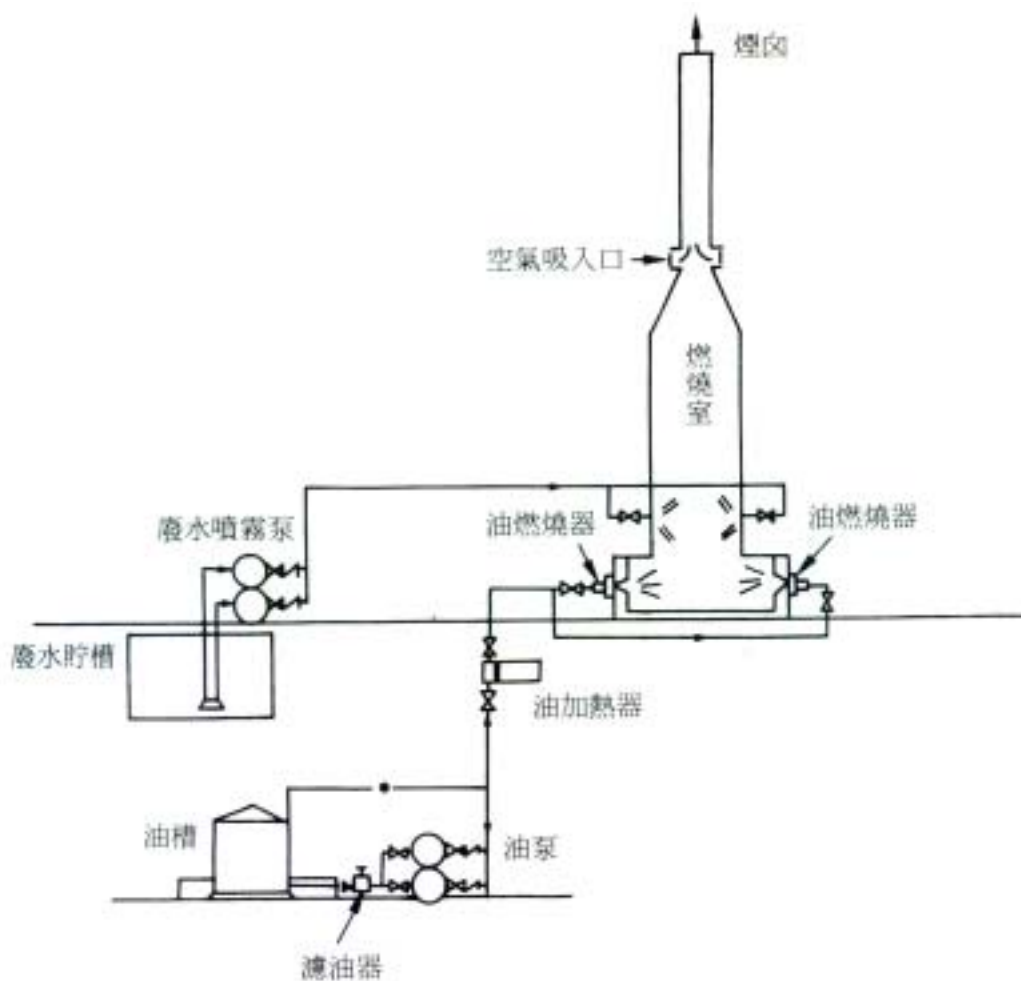 煙囪
空氣吸入口
燃燒室
廢水噴霧泵
油燃燒器
油燃燒器
廢水貯槽
油加熱器
油槽
油泵
濾油器